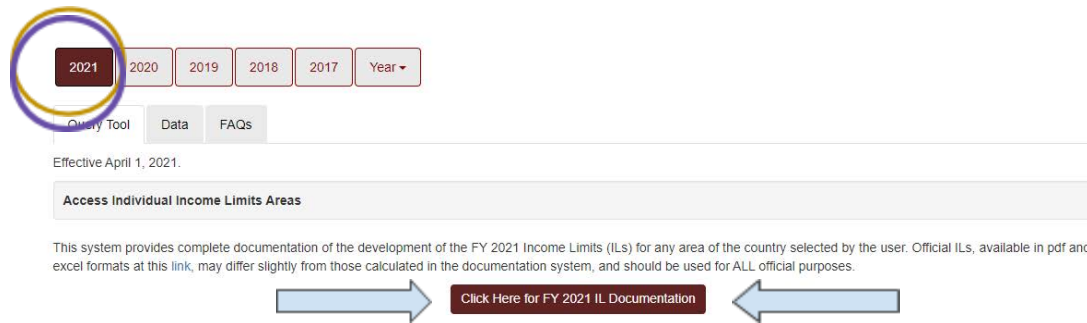 2021 2020 2019 2018 2017 Year
Query Tool Data FAQs
Effective April 1, 2021.
Access Individual Income Limits Areas
This system provides complete documentation of the development of the FY 2021 Income Limits (ILs) for any area of the country selected by the user. Official ILs, available in pdf and
excel formats at this link, may differ slightly from those calculated in the documentation system, and should be used for ALL official purposes.
Click Here for FY 2021 IL Documentation